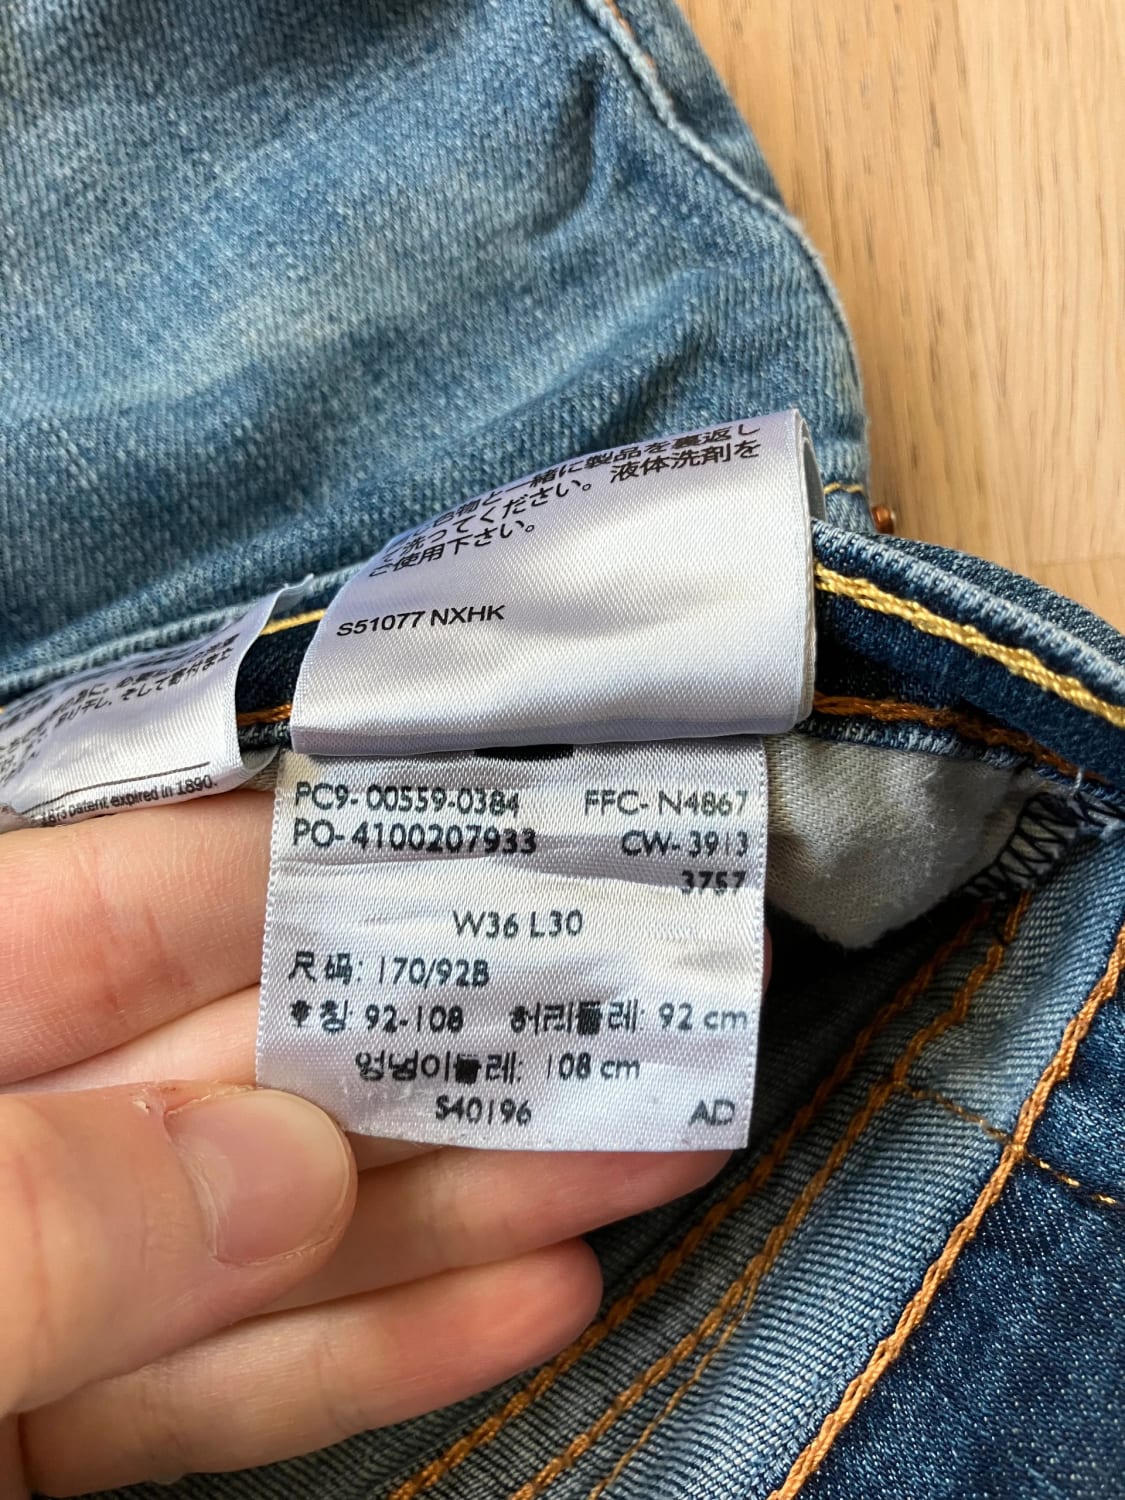 緒に製品を裏返し
洗ってください。液体洗剤を
ご使用下さい。
S51077 NXHK
patent expired in 1890.
PC9-00559-0384 FFC-N4867
PO-4100207933 CW-3913
3757
W36 L30
尺码: 170/92B
호칭: 92-108 허리둘레: 92 cm
엉덩이둘레: 108 cm
S40196 AD